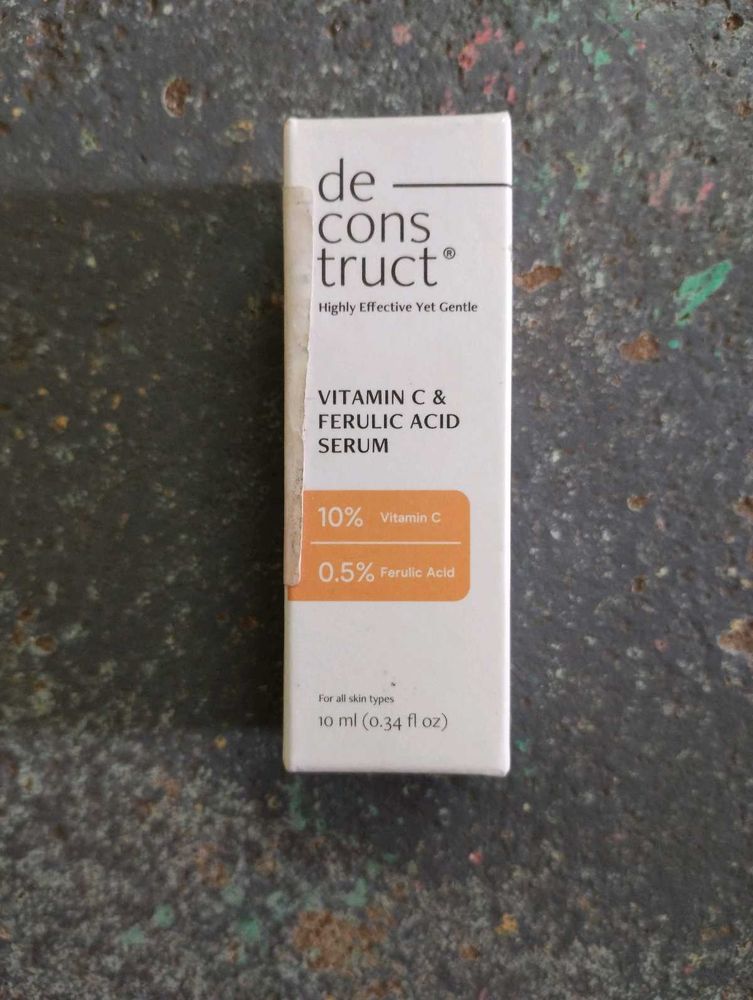 de
cons
truct®
Highly Effective Yet Gentle
VITAMIN C &
FERULIC ACID
SERUM
10% Vitamin C
0.5% Ferulic Acid
For all skin types
10 ml (0.34 fl oz)